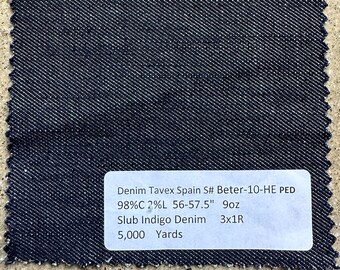 Denim Tavex Spain S# Beter-10-HE PED
98%C 2%L 56-57.5" 9oz
Slub Indigo Denim 3x1R
5,000 Yards